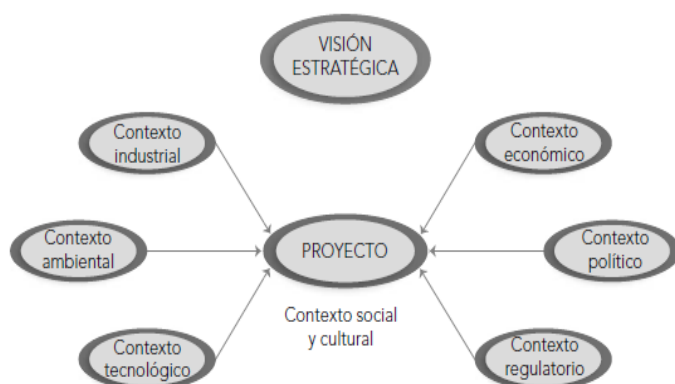 VISIÓN
ESTRATÉGICA
Contexto
industrial
Contexto
económico
Contexto
ambiental
PROYECTO
Contexto
político
Contexto social
y cultural
Contexto
tecnológico
Contexto
regulatorio